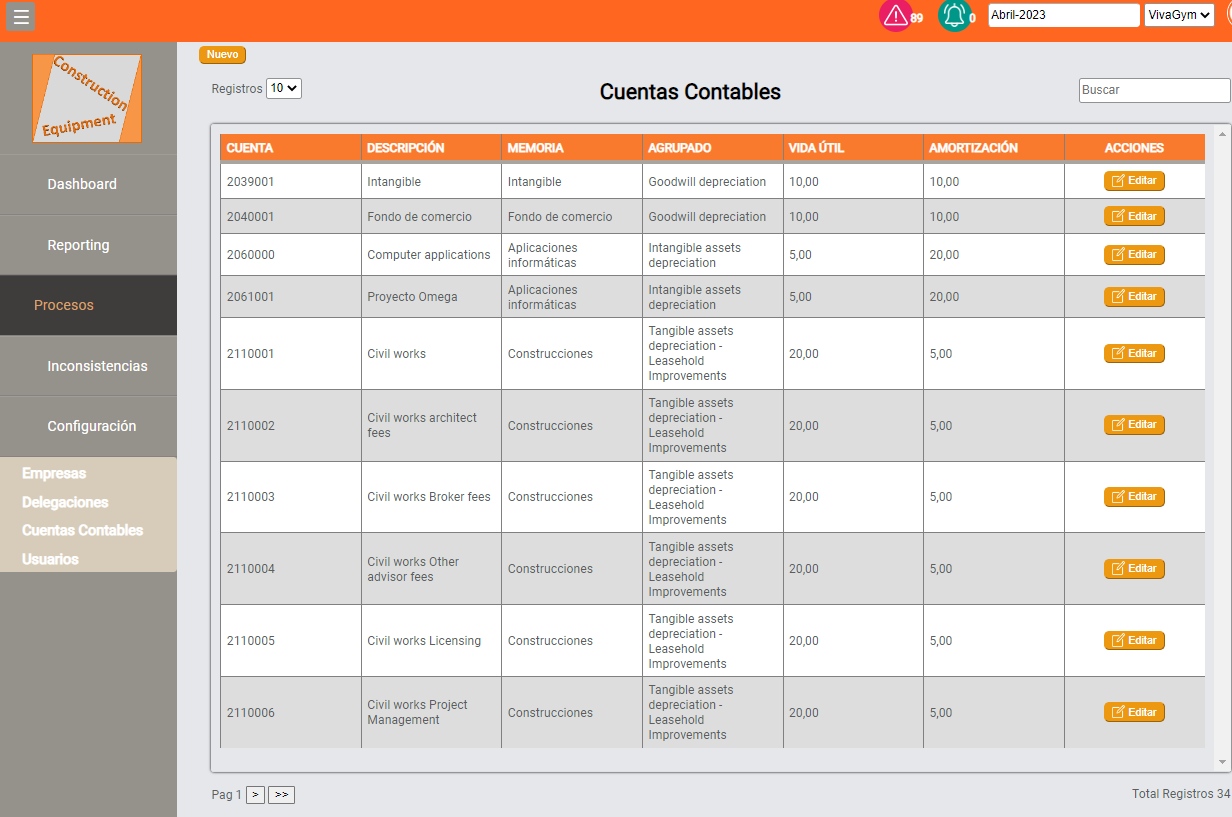 89
0
Abril-2023
VivaGym
Construction
Equipment
Dashboard
Reporting
Procesos
Inconsistencias
Configuración
Empresas
Delegaciones
Cuentas Contables
Usuarios
Nuevo
Registros 10
Cuentas Contables
Buscar
CUENTA DESCRIPCIÓN MEMORIA AGRUPADO VIDA ÚTIL AMORTIZACIÓN ACCIONES
2039001 Intangible Intangible Goodwill depreciation 10,00 10,00 Editar
2040001 Fondo de comercio Fondo de comercio Goodwill depreciation 10,00 10,00 Editar
2060000 Computer applications Aplicaciones informáticas Intangible assets depreciation 5,00 20,00 Editar
2061001 Proyecto Omega Aplicaciones informáticas Intangible assets depreciation 5,00 20,00 Editar
2110001 Civil works Construcciones Tangible assets depreciation - Leasehold Improvements 20,00 5,00 Editar
2110002 Civil works architect fees Construcciones Tangible assets depreciation - Leasehold Improvements 20,00 5,00 Editar
2110003 Civil works Broker fees Construcciones Tangible assets depreciation - Leasehold Improvements 20,00 5,00 Editar
2110004 Civil works Other advisor fees Construcciones Tangible assets depreciation - Leasehold Improvements 20,00 5,00 Editar
2110005 Civil works Licensing Construcciones Tangible assets depreciation - Leasehold Improvements 20,00 5,00 Editar
2110006 Civil works Project Management Construcciones Tangible assets depreciation - Leasehold Improvements 20,00 5,00 Editar
Pag 1 > >>
Total Registros 34